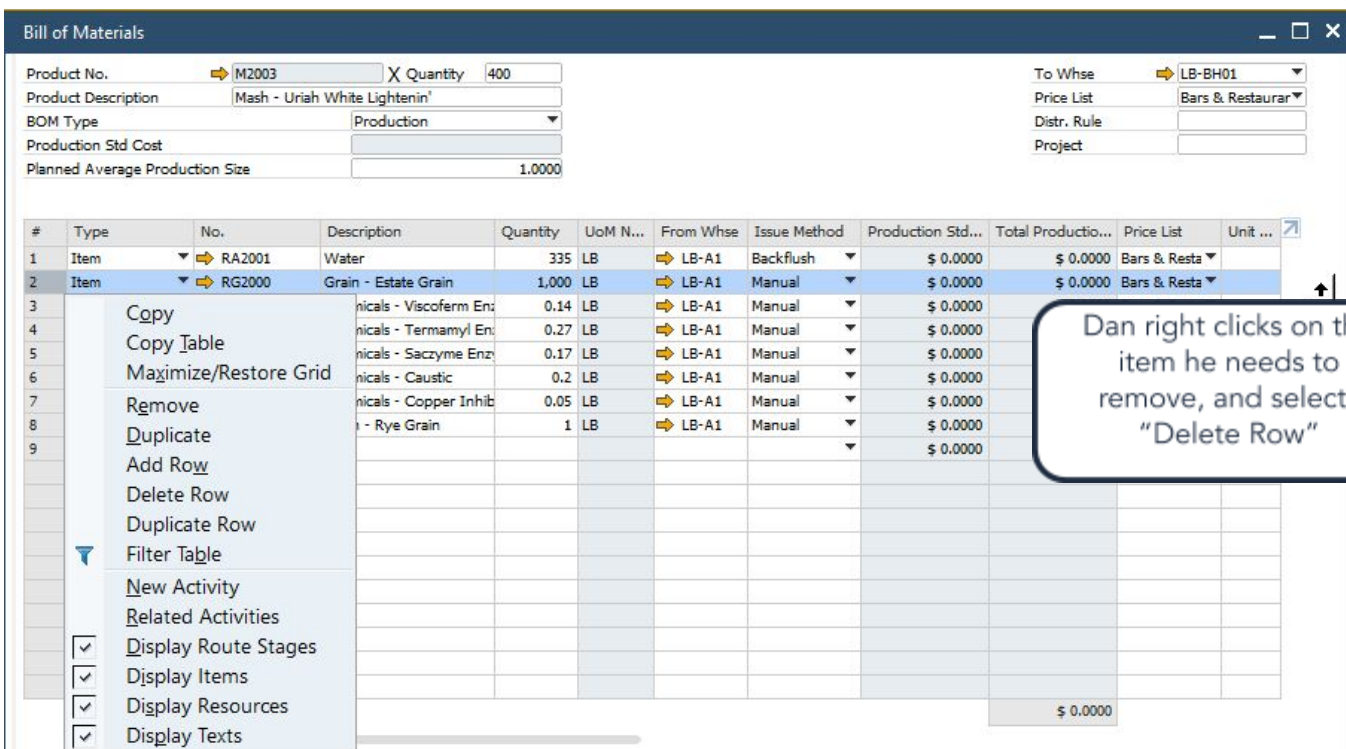 Bill of Materials
Product No. M2003 X Quantity 400 To Whse LB-BH01
Product Description Mash - Uriah White Lightenin' Price List Bars & Restaurar
BOM Type Production Distr. Rule
Production Std Cost Project
Planned Average Production Size 1.0000
# Type No. Description Quantity UoM N... From Whse Issue Method Production Std... Total Productio... Price List Unit ...
1 Item RA2001 Water 335 LB LB-A1 Backflush $ 0.0000 $ 0.0000 Bars & Resta
2 Item RG2000 Grain - Estate Grain 1,000 LB LB-A1 Manual $ 0.0000 $ 0.0000 Bars & Resta
3 micals - Viscoferm Enz 0.14 LB LB-A1 Manual $ 0.0000
4 micals - Termamyl En: 0.27 LB LB-A1 Manual $ 0.0000
5 micals - Saczyme Enzy 0.17 LB LB-A1 Manual $ 0.0000
6 micals - Caustic 0.2 LB LB-A1 Manual $ 0.0000
7 micals - Copper Inhib 0.05 LB LB-A1 Manual $ 0.0000
8 - Rye Grain 1 LB LB-A1 Manual $ 0.0000
9 $ 0.0000
$ 0.0000
Copy
Copy Table
Maximize/Restore Grid
Remove
Duplicate
Add Row
Delete Row
Duplicate Row
Filter Table
New Activity
Related Activities
Display Route Stages
Display Items
Display Resources
Display Texts
Dan right clicks on th
item he needs to
remove, and select
"Delete Row"